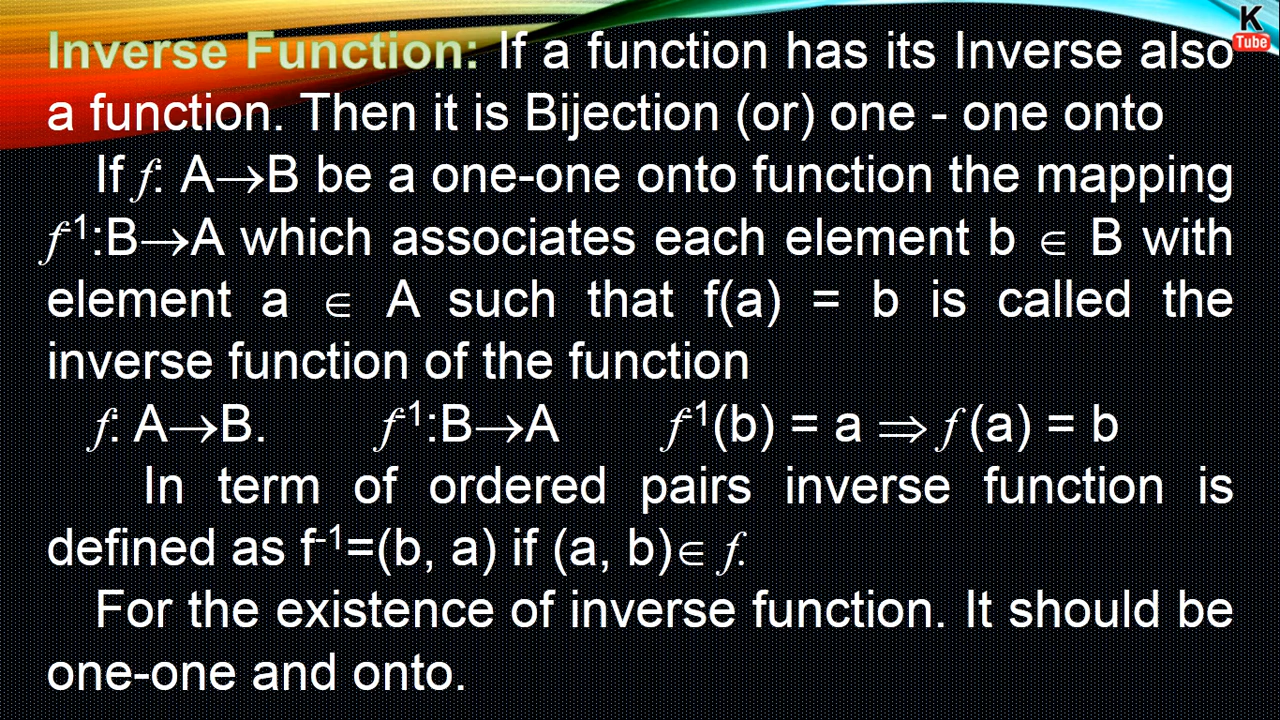 K
Tube
Inverse Function: If a function has its Inverse also
a function. Then it is Bijection (or) one - one onto
If f: A→B be a one-one onto function the mapping
f⁻¹:B→A which associates each element b ∈ B with
element a ∈ A such that f(a) = b is called the
inverse function of the function
f: A→B. f⁻¹:B→A f⁻¹(b) = a ⇒ f (a) = b
In term of ordered pairs inverse function is
defined as f⁻¹=(b, a) if (a, b)∈ f.
For the existence of inverse function. It should be
one-one and onto.